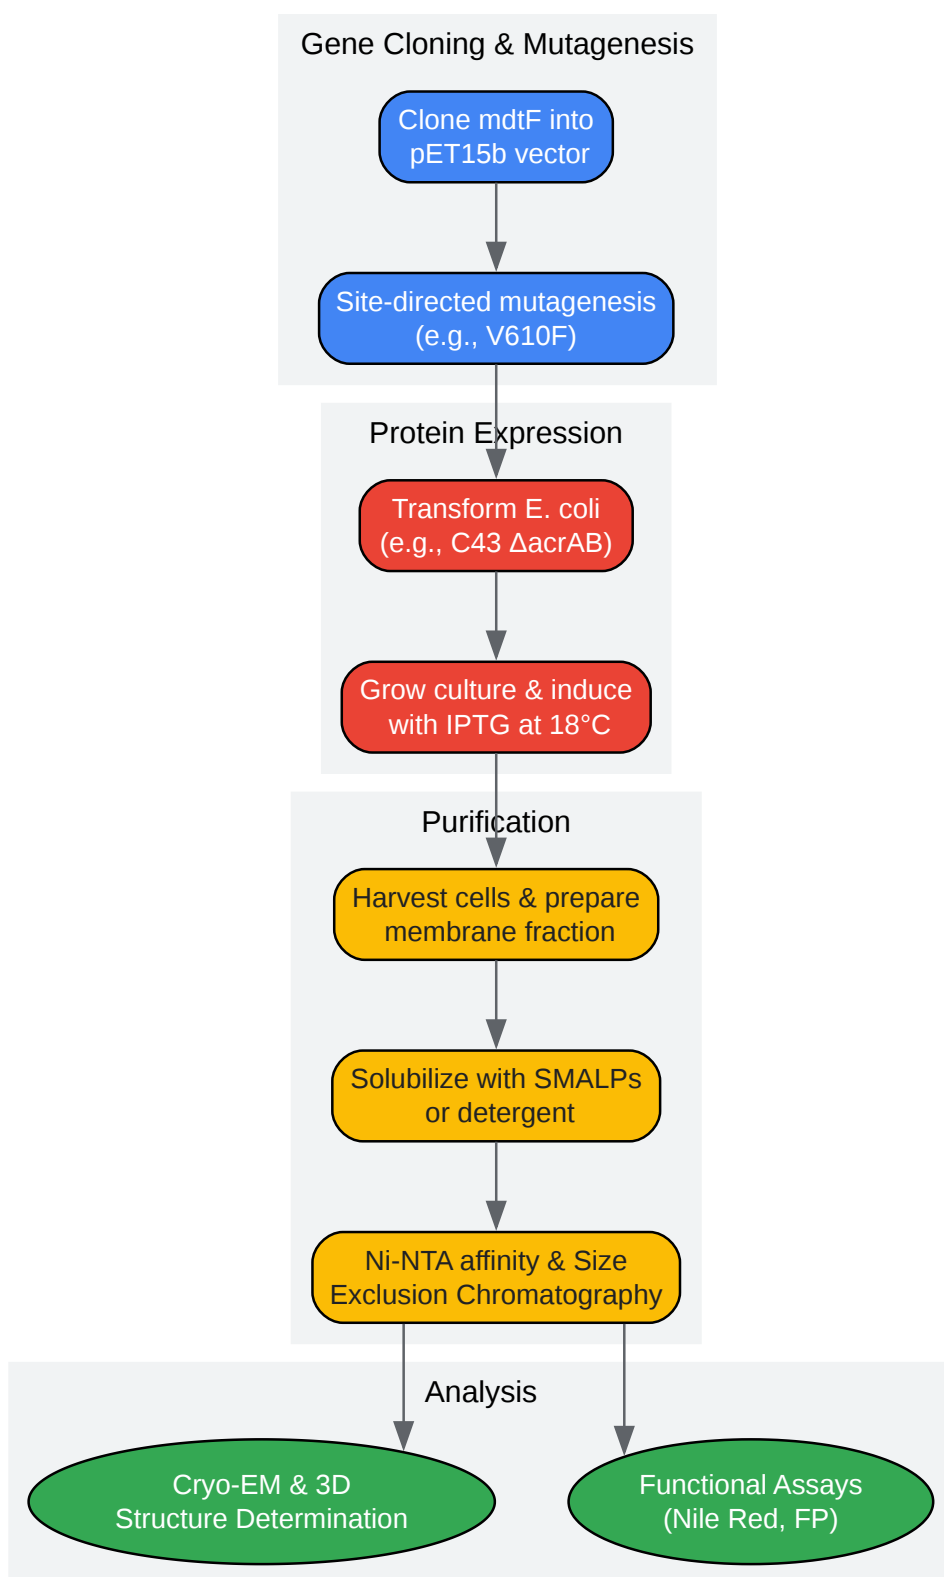 Gene Cloning & Mutagenesis
Clone mdtF into
pET15b vector
Site-directed mutagenesis
(e.g., V610F)
Protein Expression
Transform E. coli
(e.g., C43 ΔacrAB)
Grow culture & induce
with IPTG at 18°C
Purification
Harvest cells & prepare
membrane fraction
Solubilize with SMALPs
or detergent
Ni-NTA affinity & Size
Exclusion Chromatography
Analysis
Cryo-EM & 3D
Structure Determination
Functional Assays
(Nile Red, FP)